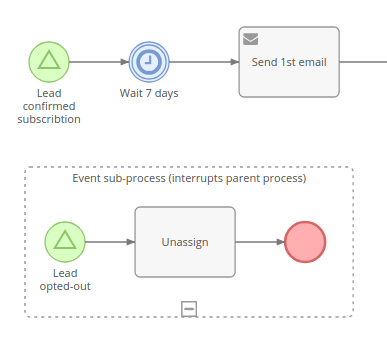 Lead
confirmed
subscribtion
Wait 7 days
Send 1st email
Event sub-process (interrupts parent process)
Lead
opted-out
Unassign